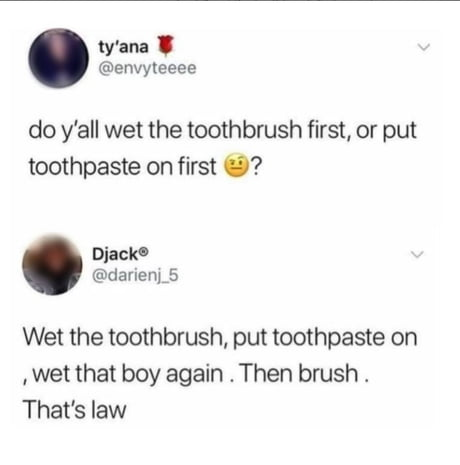 ty'ana 🌹
@envyteeee
do y'all wet the toothbrush first, or put
toothpaste on first 🤨?
Djack®
@darienj_5
Wet the toothbrush, put toothpaste on
, wet that boy again . Then brush .
That's law